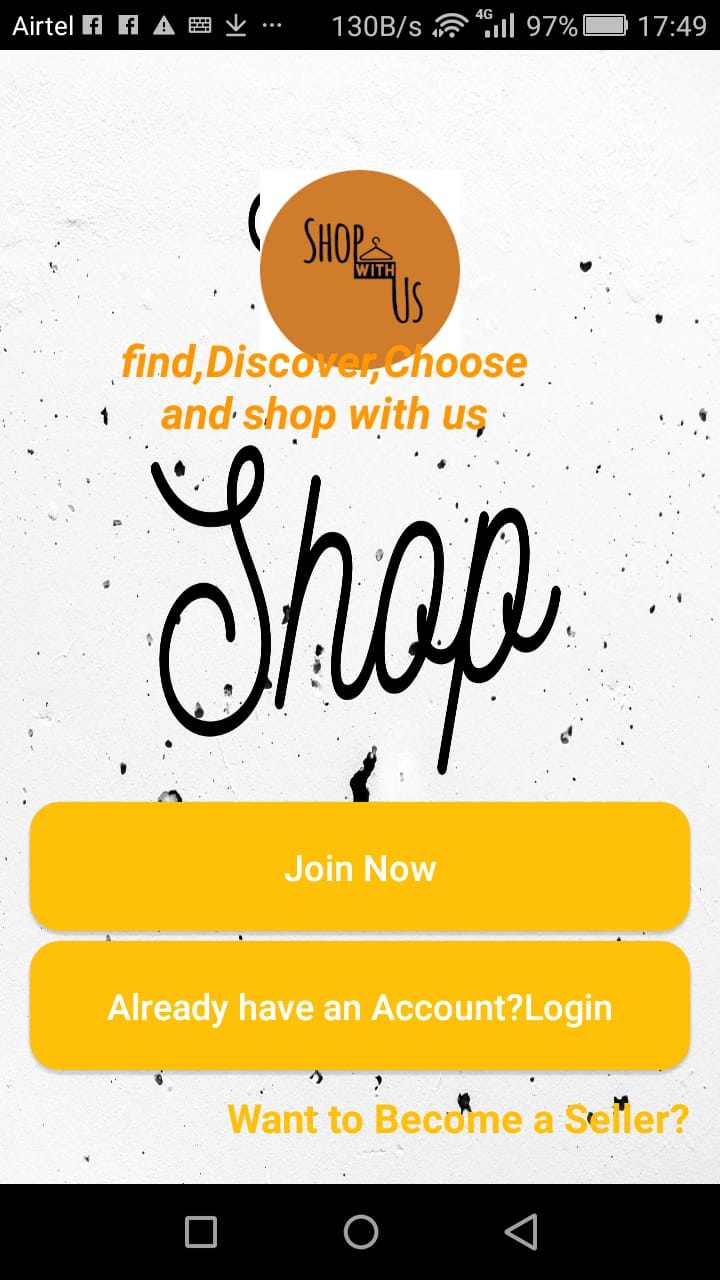 Airtel 130B/s 4G 97% 17:49
SHOP
WITH
US
find,Discover,Choose
and shop with us
Shop
Join Now
Already have an Account?Login
Want to Become a Seller?